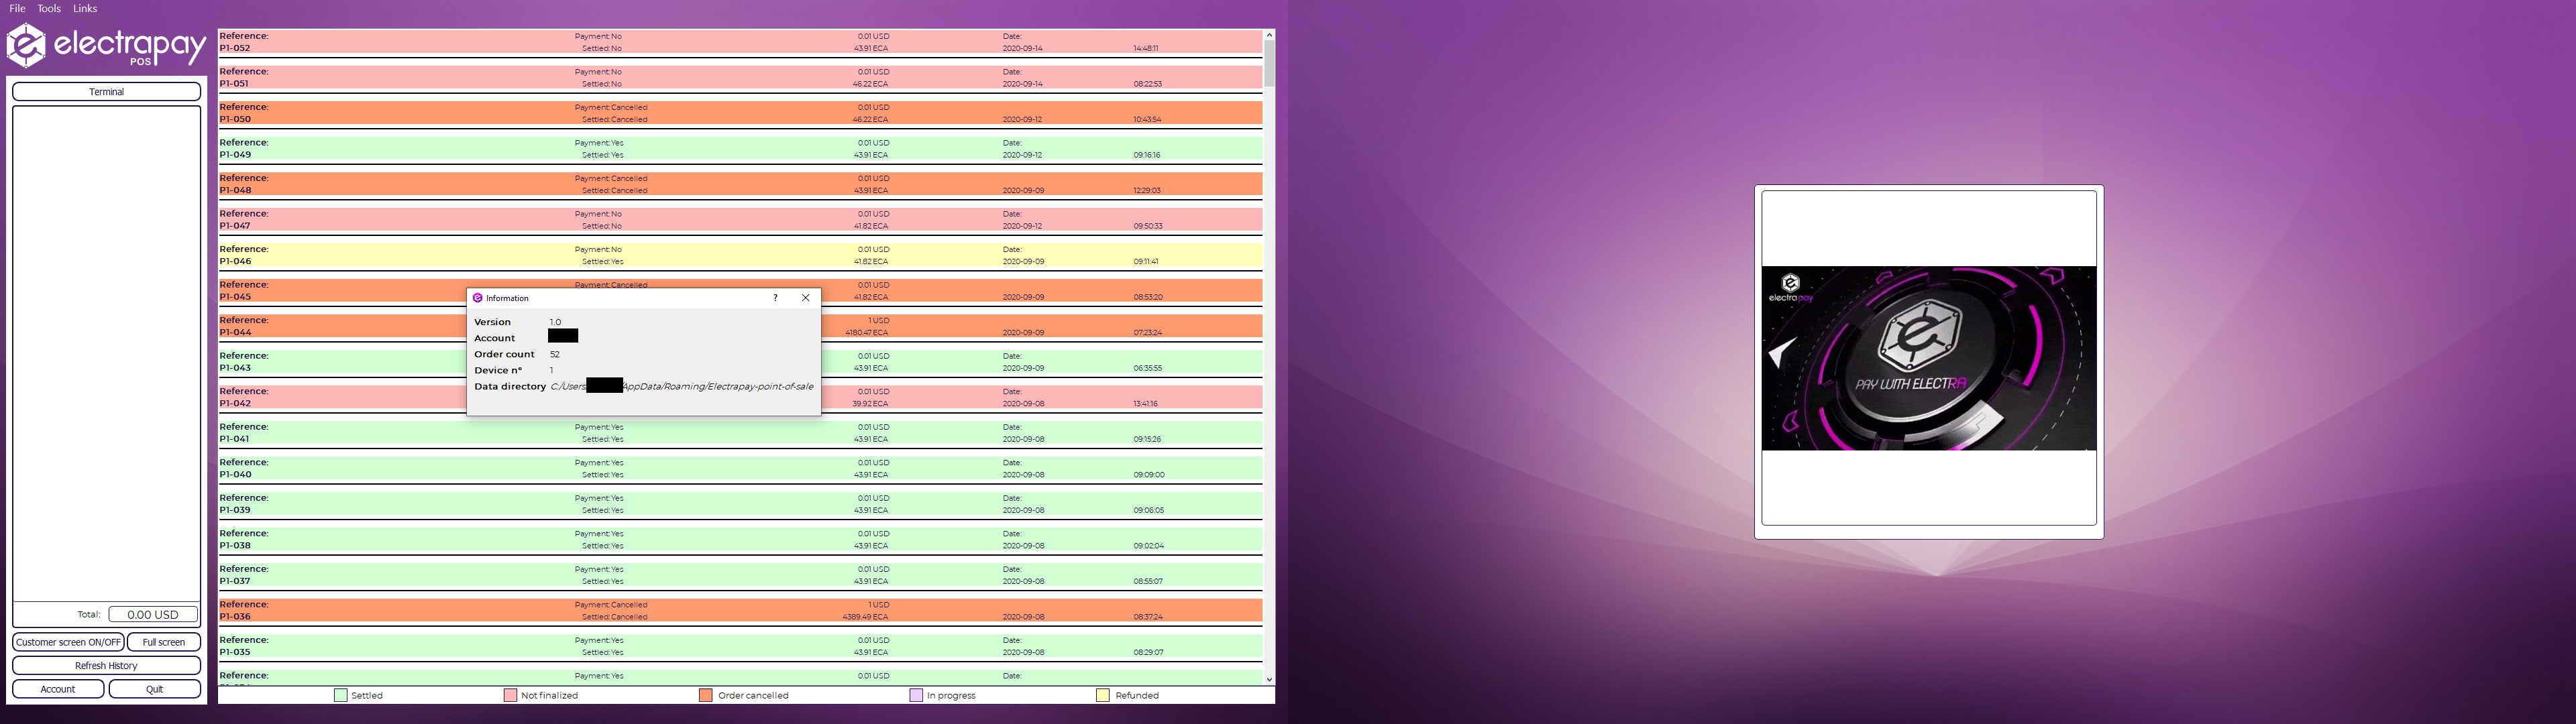 File Tools Links
electrapay
POS
Terminal
Total: 0.00 USD
Customer screen ON/OFF Full screen
Refresh History
Account Quit
Reference: Payment: No 0.01 USD Date:
P1-052 Settled: No 43.91 ECA 2020-09-14 14:48:11
Reference: Payment: No 0.01 USD Date:
P1-051 Settled: No 46.22 ECA 2020-09-14 08:22:53
Reference: Payment: Cancelled 0.01 USD Date:
P1-050 Settled: Cancelled 46.22 ECA 2020-09-12 10:43:54
Reference: Payment: Yes 0.01 USD Date:
P1-049 Settled: Yes 43.91 ECA 2020-09-12 09:16:16
Reference: Payment: Cancelled 0.01 USD Date:
P1-048 Settled: Cancelled 43.91 ECA 2020-09-09 12:29:03
Reference: Payment: No 0.01 USD Date:
P1-047 Settled: No 41.82 ECA 2020-09-12 09:50:33
Reference: Payment: No 0.01 USD Date:
P1-046 Settled: Yes 41.82 ECA 2020-09-09 09:11:41
Reference: Payment: Cancelled 0.01 USD Date:
P1-045 41.82 ECA 2020-09-09 08:53:20
Reference: 1 USD Date:
P1-044 4180.47 ECA 2020-09-09 07:23:24
Reference: 0.01 USD Date:
P1-043 43.91 ECA 2020-09-09 06:35:55
Reference: 0.01 USD Date:
P1-042 39.92 ECA 2020-09-08 13:41:16
Reference: Payment: Yes 0.01 USD Date:
P1-041 Settled: Yes 43.91 ECA 2020-09-08 09:15:26
Reference: Payment: Yes 0.01 USD Date:
P1-040 Settled: Yes 43.91 ECA 2020-09-08 09:09:00
Reference: Payment: Yes 0.01 USD Date:
P1-039 Settled: Yes 43.91 ECA 2020-09-08 09:06:05
Reference: Payment: Yes 0.01 USD Date:
P1-038 Settled: Yes 43.91 ECA 2020-09-08 09:02:04
Reference: Payment: Yes 0.01 USD Date:
P1-037 Settled: Yes 43.91 ECA 2020-09-08 08:55:07
Reference: Payment: Cancelled 1 USD Date:
P1-036 Settled: Cancelled 4389.49 ECA 2020-09-08 08:37:24
Reference: Payment: Yes 0.01 USD Date:
P1-035 Settled: Yes 43.91 ECA 2020-09-08 08:29:07
Reference: Payment: Yes 0.01 USD Date:
Settled Not finalized Order cancelled In progress Refunded
Information ?
Version 1.0
Account
Order count 52
Device n° 1
Data directory C:/Users /AppData/Roaming/Electrapay-point-of-sale
electrapay
PAY WITH ELECTRA